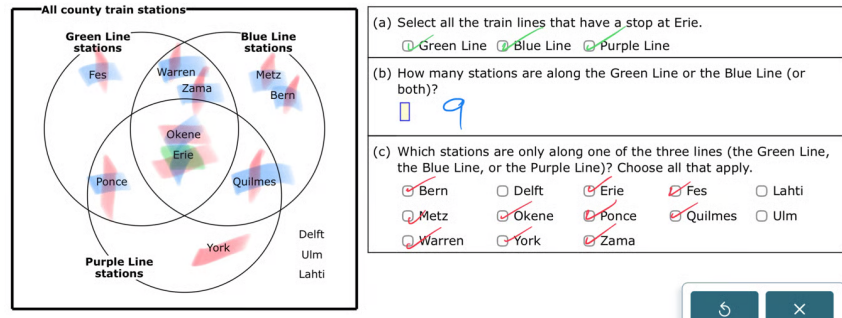 All county train stations
Green Line
stations
Blue Line
stations
Fes
Warren
Zama
Metz
Bern
Okene
Erie
Ponce
Quilmes
York
Purple Line
stations
Delft
Ulm
Lahti
(a) Select all the train lines that have a stop at Erie.
Green Line Blue Line Purple Line
(b) How many stations are along the Green Line or the Blue Line (or
both)?
9
(c) Which stations are only along one of the three lines (the Green Line,
the Blue Line, or the Purple Line)? Choose all that apply.
Bern Delft Erie Fes Lahti
Metz Okene Ponce Quilmes Ulm
Warren York Zama